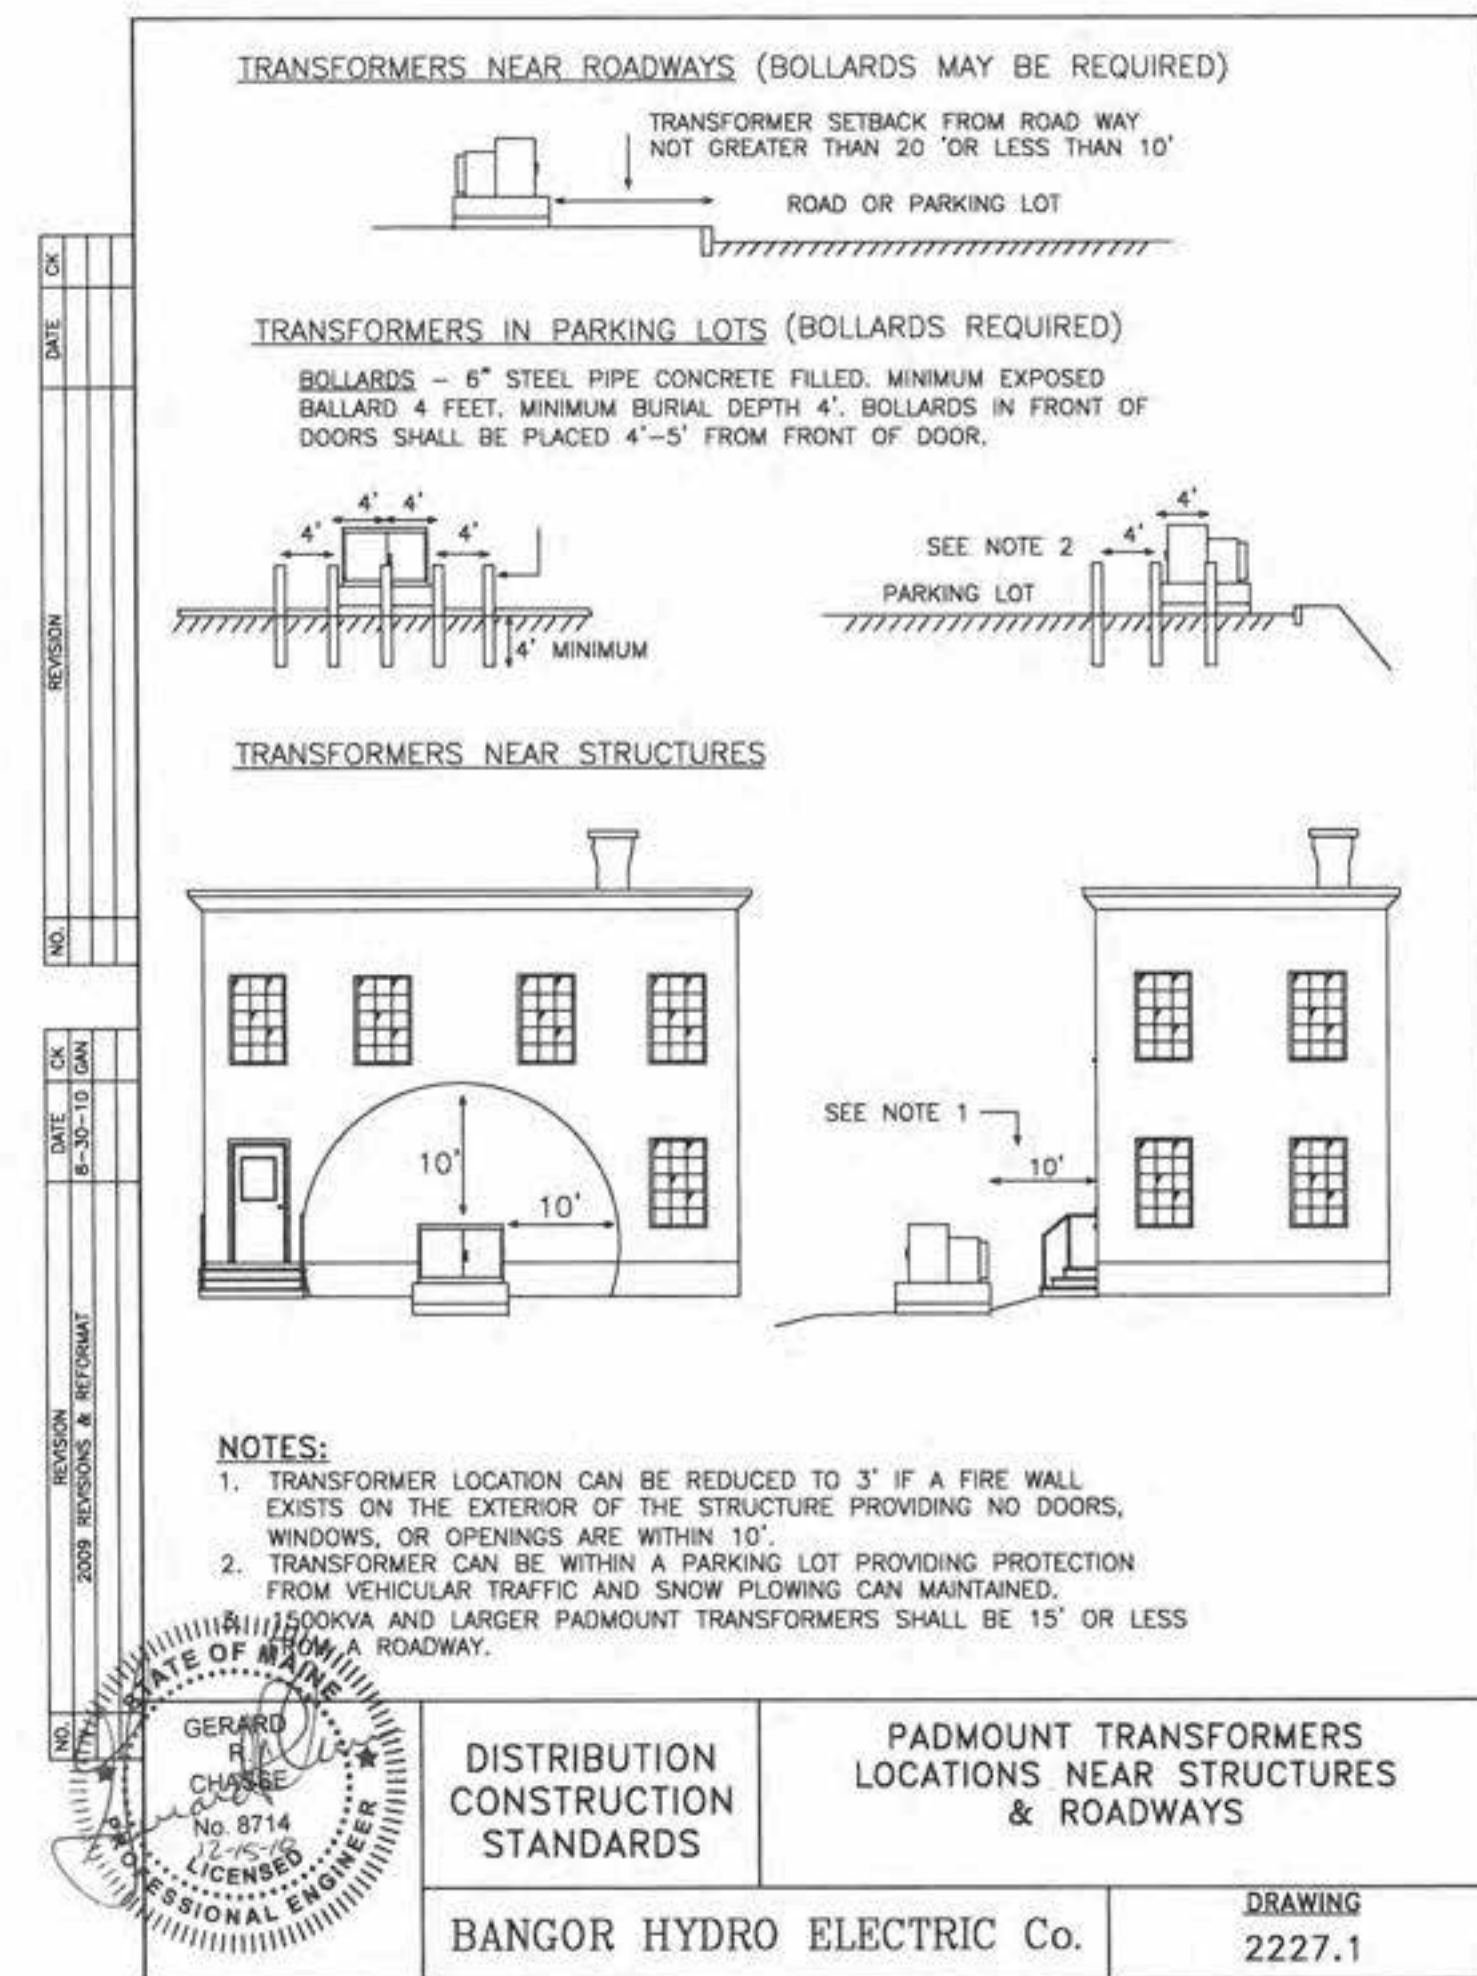 TRANSFORMERS NEAR ROADWAYS (BOLLARDS MAY BE REQUIRED)
TRANSFORMER SETBACK FROM ROAD WAY
NOT GREATER THAN 20 'OR LESS THAN 10'
ROAD OR PARKING LOT
TRANSFORMERS IN PARKING LOTS (BOLLARDS REQUIRED)
BOLLARDS – 6" STEEL PIPE CONCRETE FILLED. MINIMUM EXPOSED
BALLARD 4 FEET. MINIMUM BURIAL DEPTH 4'. BOLLARDS IN FRONT OF
DOORS SHALL BE PLACED 4'–5' FROM FRONT OF DOOR.
4' 4'
4' 4'
4' MINIMUM
4'
SEE NOTE 2 4'
PARKING LOT
TRANSFORMERS NEAR STRUCTURES
10'
10'
SEE NOTE 1
10'
NOTES:
1. TRANSFORMER LOCATION CAN BE REDUCED TO 3' IF A FIRE WALL
EXISTS ON THE EXTERIOR OF THE STRUCTURE PROVIDING NO DOORS,
WINDOWS, OR OPENINGS ARE WITHIN 10'.
2. TRANSFORMER CAN BE WITHIN A PARKING LOT PROVIDING PROTECTION
FROM VEHICULAR TRAFFIC AND SNOW PLOWING CAN MAINTAINED.
3. 1500KVA AND LARGER PADMOUNT TRANSFORMERS SHALL BE 15' OR LESS
FROM A ROADWAY.
NO. REVISION DATE CK
NO. REVISION DATE CK
2009 REVISIONS & REFORMAT 8-30-10 GAN
STATE OF MAINE
GERARD
R
CHASSE
No. 8714
12-15-10
LICENSED
PROFESSIONAL ENGINEER
DISTRIBUTION
CONSTRUCTION
STANDARDS
PADMOUNT TRANSFORMERS
LOCATIONS NEAR STRUCTURES
& ROADWAYS
BANGOR HYDRO ELECTRIC Co.
DRAWING
2227.1